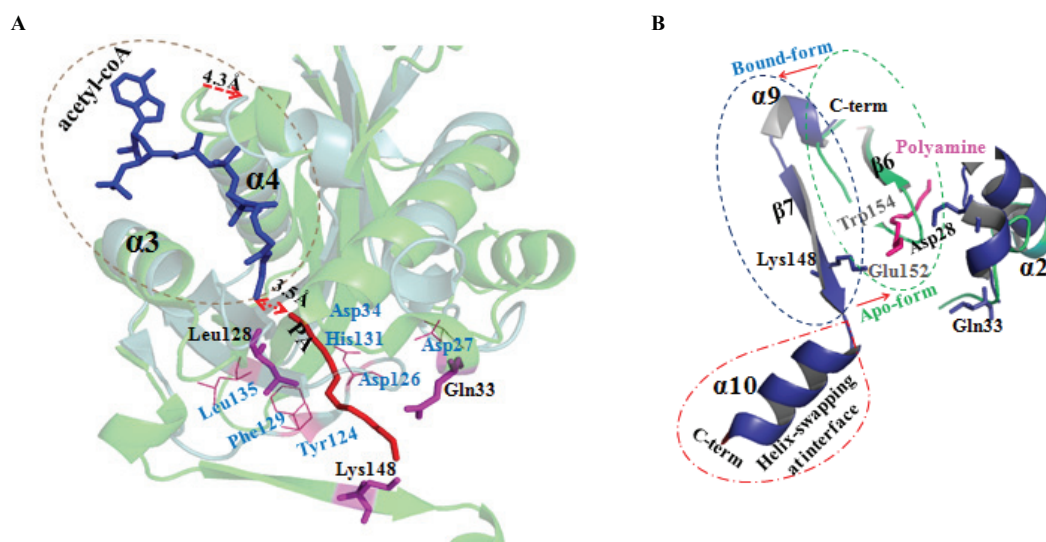 A
acetyl-coA
4.3Å
α4
α3
3.5Å
PA
Leu128
Asp34
His131
Asp27
Asp126
Gln33
Leu135
Phe129
Tyr124
Lys148
B
Bound-form
α9
C-term
Polyamine
β6
β7
Trp154
Asp28
Lys148
Glu152
α2
Apo-form
Gln33
α10
C-term
Helix-swapping
at interface